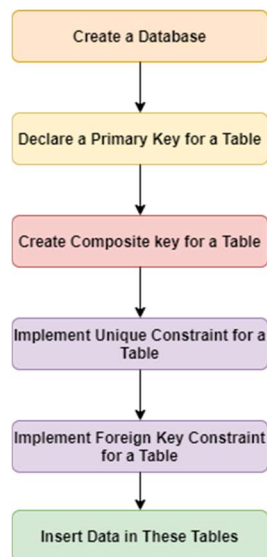 Create a Database
Declare a Primary Key for a Table
Create Composite key for a Table
Implement Unique Constraint for a
Table
Implement Foreign Key Constraint
for a Table
Insert Data in These Tables